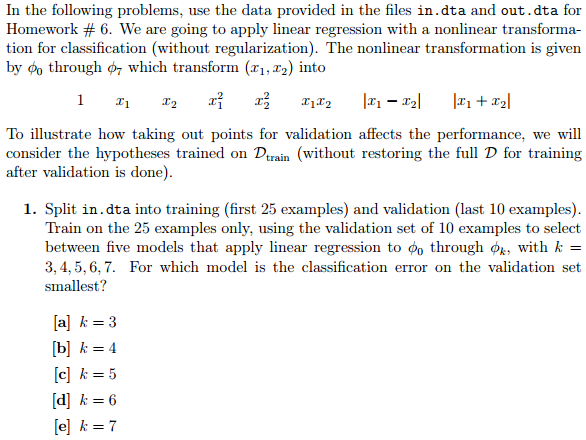 In the following problems, use the data provided in the files in.dta and out.dta for
Homework # 6. We are going to apply linear regression with a nonlinear transforma-
tion for classification (without regularization). The nonlinear transformation is given
by ϕ₀ through ϕ₇ which transform (x₁, x₂) into
1 x₁ x₂ x₁² x₂² x₁x₂ |x₁ − x₂| |x₁ + x₂|
To illustrate how taking out points for validation affects the performance, we will
consider the hypotheses trained on 𝒟train (without restoring the full 𝒟 for training
after validation is done).
1. Split in.dta into training (first 25 examples) and validation (last 10 examples).
Train on the 25 examples only, using the validation set of 10 examples to select
between five models that apply linear regression to ϕ₀ through ϕₖ, with k =
3, 4, 5, 6, 7. For which model is the classification error on the validation set
smallest?
[a] k = 3
[b] k = 4
[c] k = 5
[d] k = 6
[e] k = 7